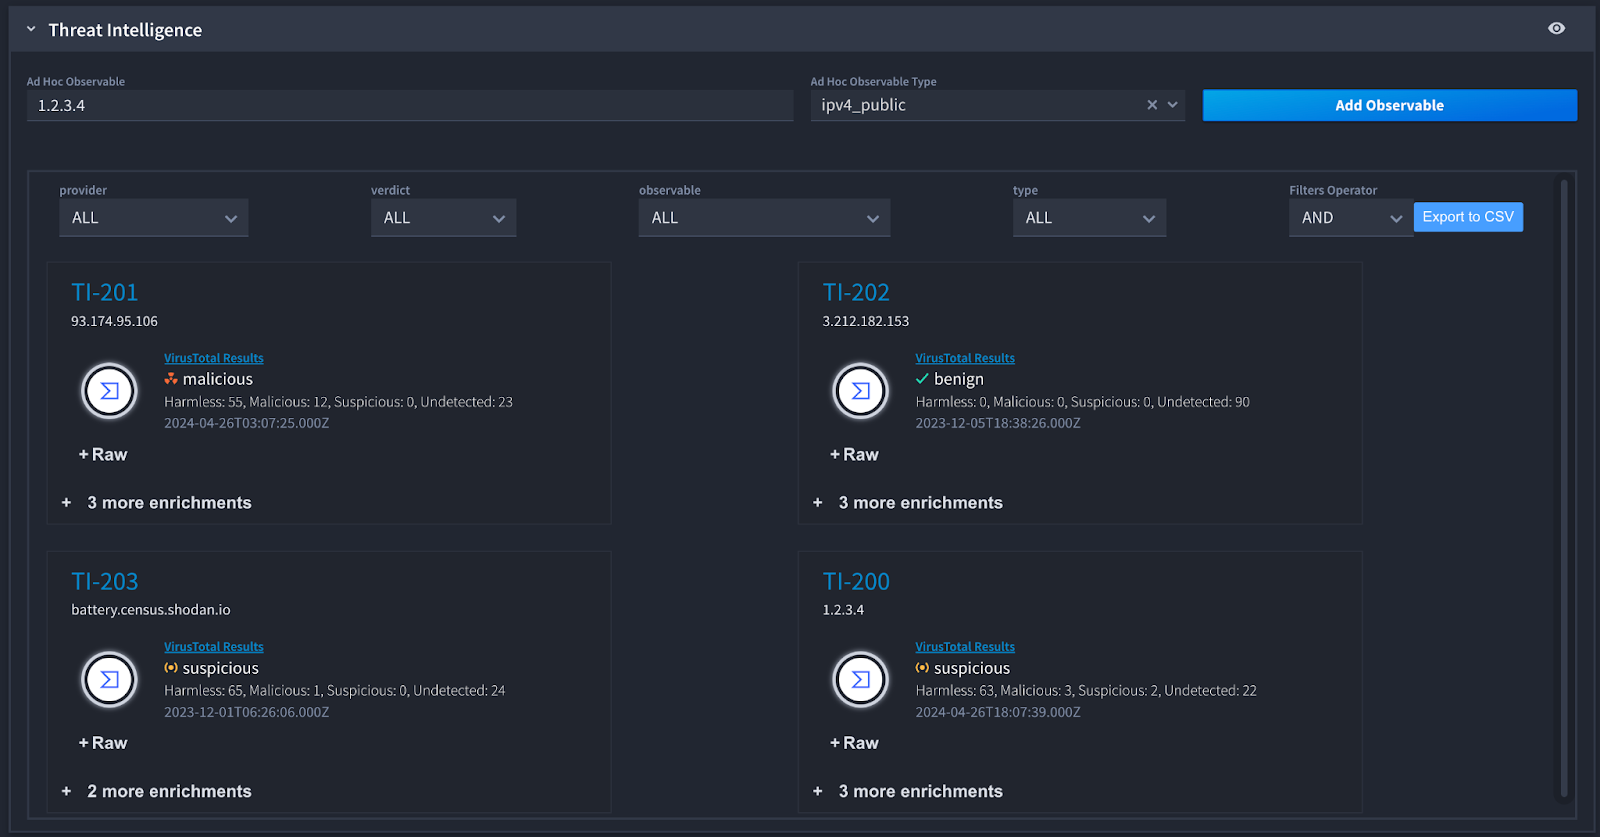 Threat Intelligence
Ad Hoc Observable
1.2.3.4
Ad Hoc Observable Type
ipv4_public
Add Observable
provider
ALL
verdict
ALL
observable
ALL
type
ALL
Filters Operator
AND
Export to CSV
TI-201
93.174.95.106
VirusTotal Results
malicious
Harmless: 55, Malicious: 12, Suspicious: 0, Undetected: 23
2024-04-26T03:07:25.000Z
+ Raw
+ 3 more enrichments
TI-202
3.212.182.153
VirusTotal Results
benign
Harmless: 0, Malicious: 0, Suspicious: 0, Undetected: 90
2023-12-05T18:38:26.000Z
+ Raw
+ 3 more enrichments
TI-203
battery.census.shodan.io
VirusTotal Results
suspicious
Harmless: 65, Malicious: 1, Suspicious: 0, Undetected: 24
2023-12-01T06:26:06.000Z
+ Raw
+ 2 more enrichments
TI-200
1.2.3.4
VirusTotal Results
suspicious
Harmless: 63, Malicious: 3, Suspicious: 2, Undetected: 22
2024-04-26T18:07:39.000Z
+ Raw
+ 3 more enrichments